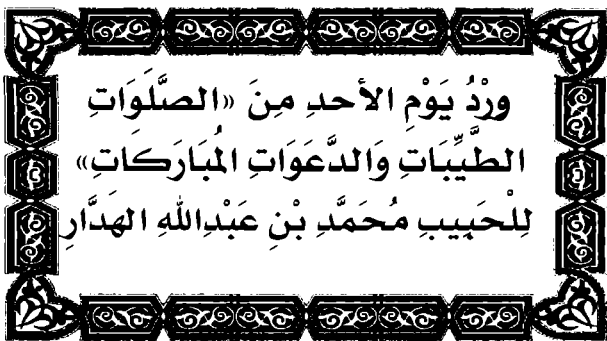 وِرْدُ يَوْمِ الأحدِ مِنَ «الصَّلَوَاتِ
الطَّيِّبَاتِ وَالدَّعَوَاتِ المُبَارَكَاتِ»
لِلْحَبِيبِ مُحَمَّدِ بْنِ عَبْدِاللهِ الهَدَّارِ